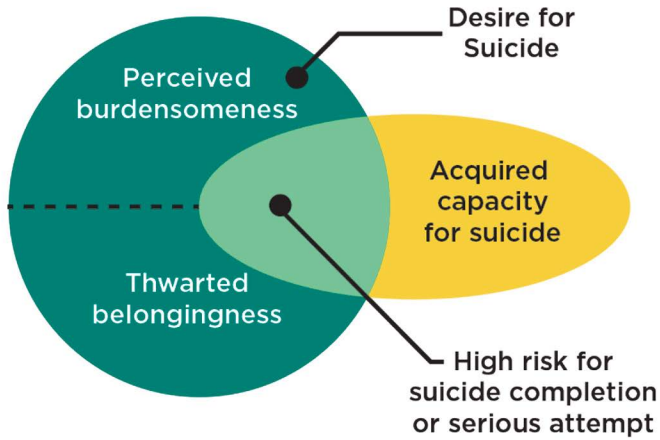 Desire for
Suicide
Perceived
burdensomeness
Acquired
capacity
for suicide
Thwarted
belongingness
High risk for
suicide completion
or serious attempt